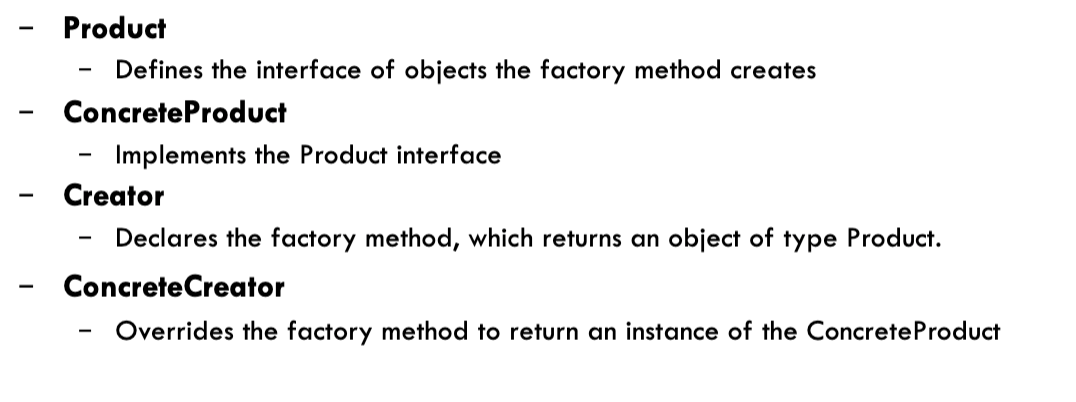 – Product
– Defines the interface of objects the factory method creates
– ConcreteProduct
– Implements the Product interface
– Creator
– Declares the factory method, which returns an object of type Product.
– ConcreteCreator
– Overrides the factory method to return an instance of the ConcreteProduct